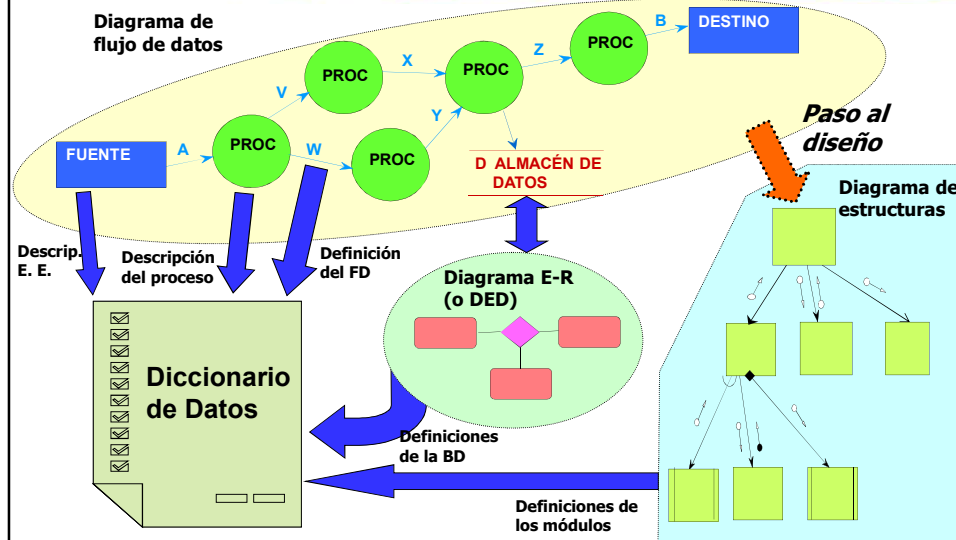 Diagrama de
flujo de datos
FUENTE
A
PROC
V
W
PROC
PROC
X
Y
PROC
Z
PROC
B
DESTINO
D ALMACÉN DE
DATOS
Paso al
diseño
Diagrama de
estructuras
Descrip.
E. E.
Descripción
del proceso
Definición
del FD
Diagrama E-R
(o DED)
Diccionario
de Datos
Definiciones
de la BD
Definiciones de
los módulos